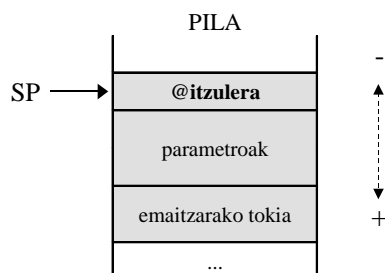 PILA
-
SP
@itzulera
parametroak
emaitzarako tokia
+
...